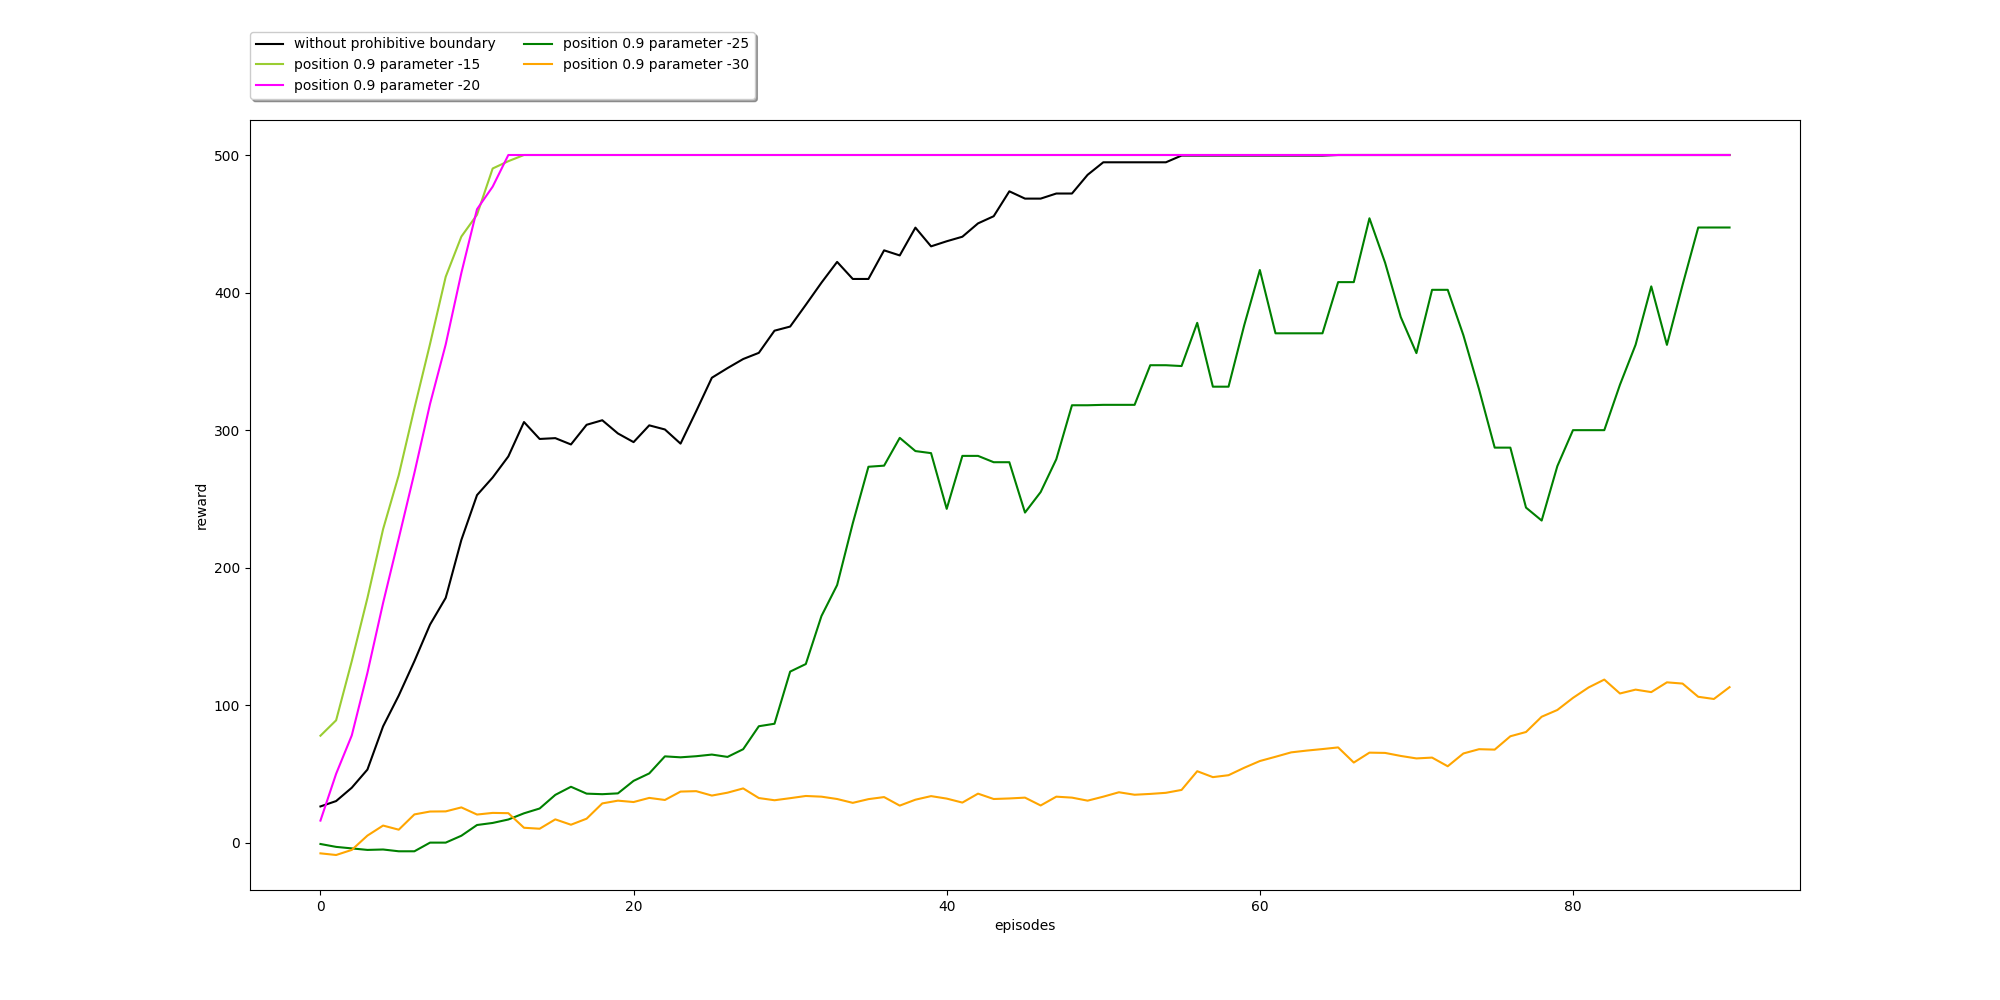 without prohibitive boundary
position 0.9 parameter -15
position 0.9 parameter -20
position 0.9 parameter -25
position 0.9 parameter -30
500
400
300
200
100
0
reward
0 20 40 60 80
episodes